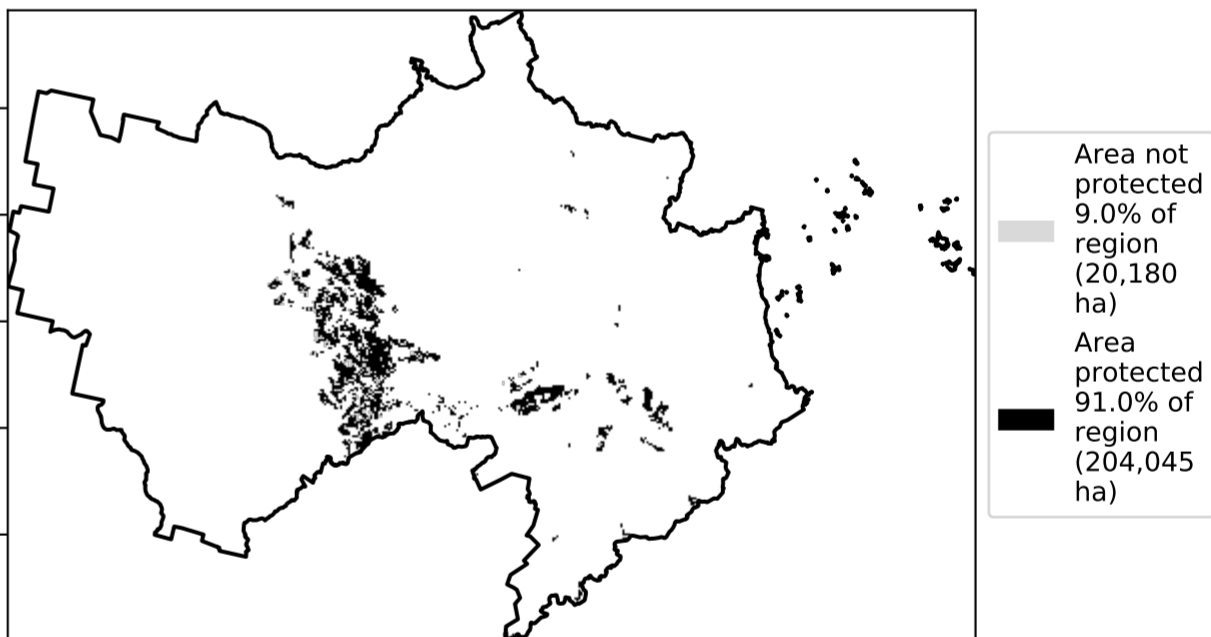 Area not
protected
9.0% of
region
(20,180
ha)
Area
protected
91.0% of
region
(204,045
ha)